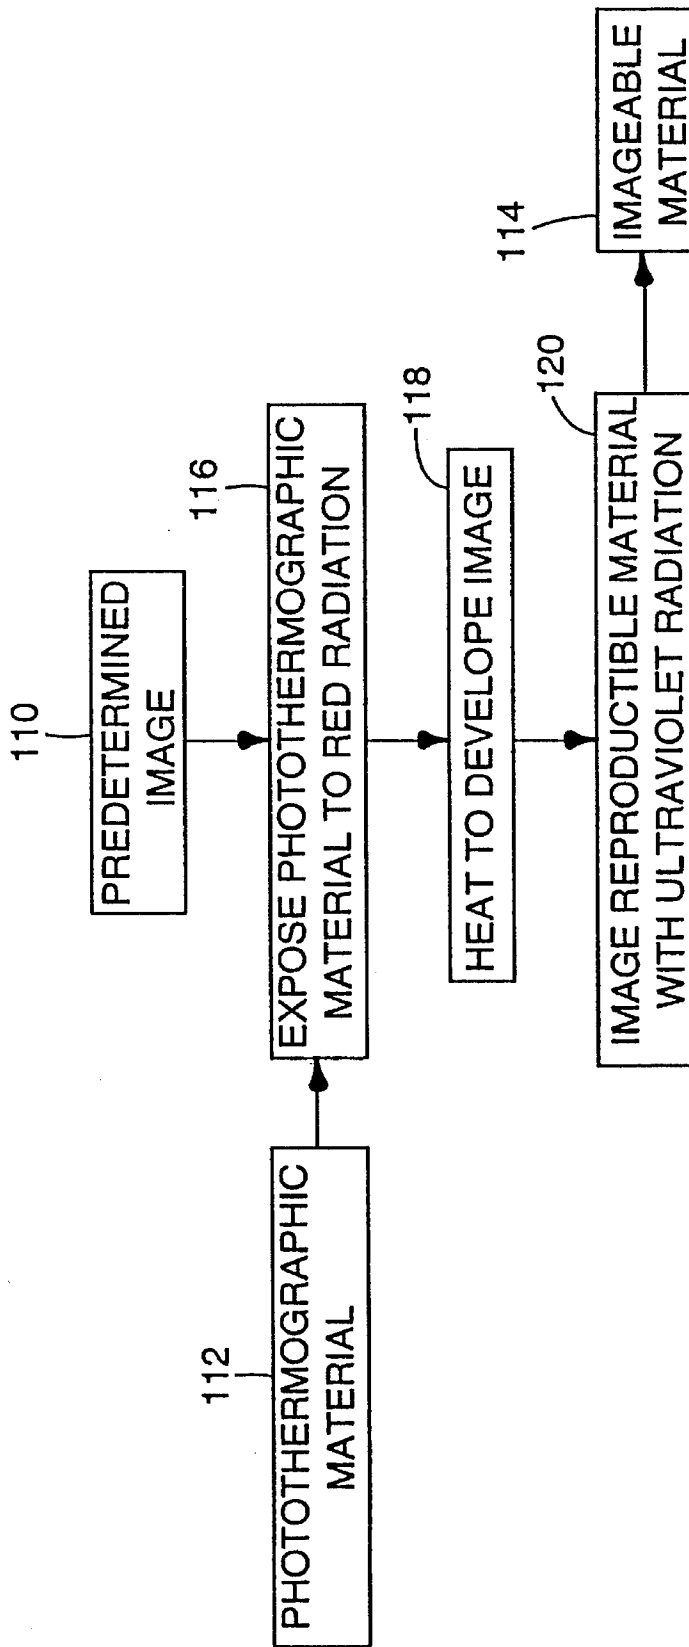 110
PREDETERMINED
IMAGE
112
PHOTOTHERMOGRAPHIC
MATERIAL
116
EXPOSE PHOTOTHERMOGRAPHIC
MATERIAL TO RED RADIATION
118
HEAT TO DEVELOPE IMAGE
120
IMAGE REPRODUCTIBLE MATERIAL
WITH ULTRAVIOLET RADIATION
114
IMAGEABLE
MATERIAL